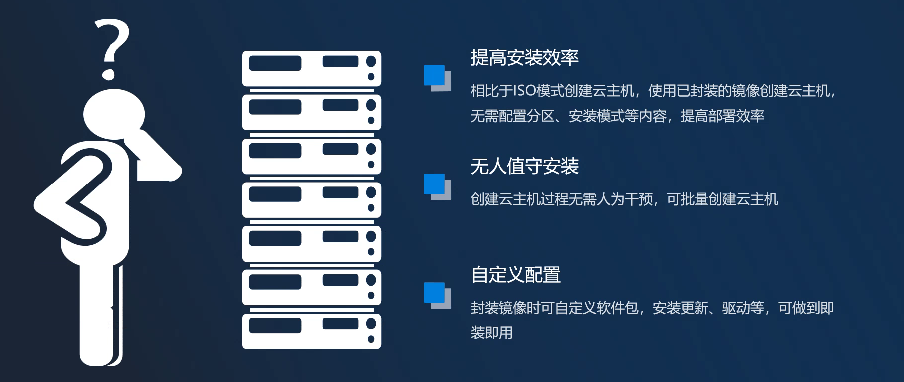 ?
提高安装效率
相比于ISO模式创建云主机，使用已封装的镜像创建云主机，
无需配置分区、安装模式等内容，提高部署效率
无人值守安装
创建云主机过程无需人为干预，可批量创建云主机
自定义配置
封装镜像时可自定义软件包，安装更新、驱动等，可做到即
装即用